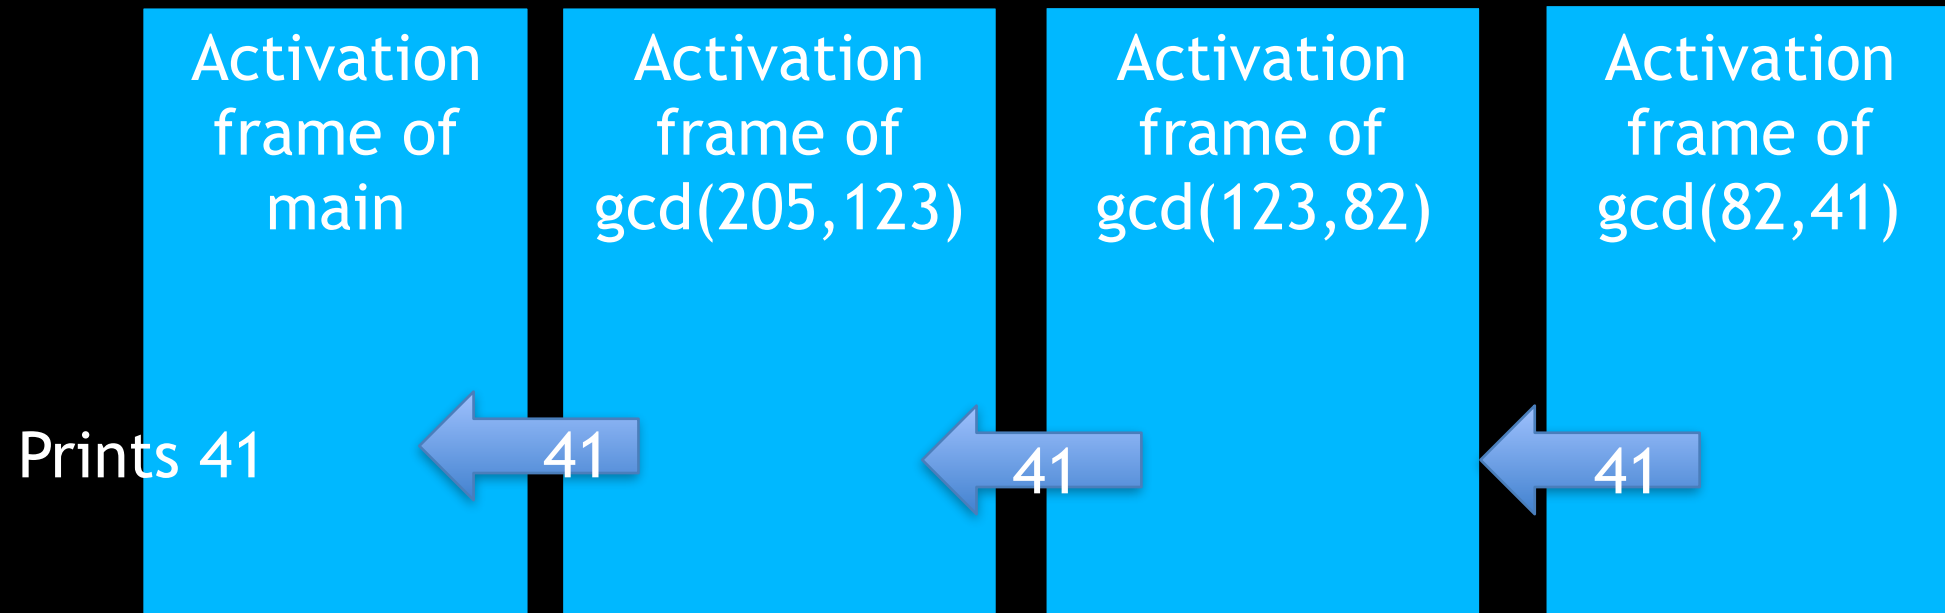 Activation
frame of
main
Activation
frame of
gcd(205,123)
Activation
frame of
gcd(123,82)
Activation
frame of
gcd(82,41)
Prints 41
41
41
41